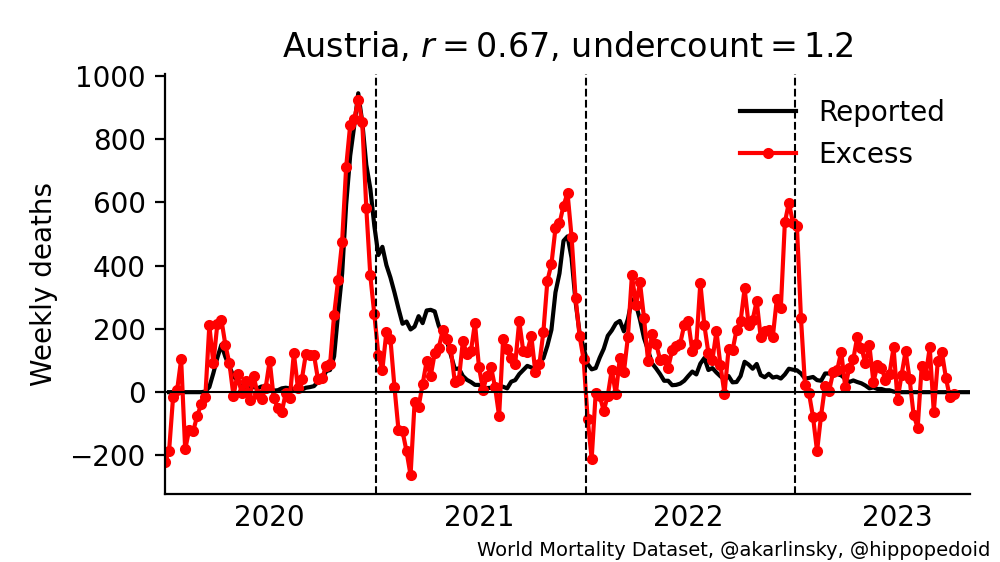 Austria, r = 0.67, undercount = 1.2
Weekly deaths
1000
800
600
400
200
0
−200
Reported
Excess
2020 2021 2022 2023
World Mortality Dataset, @akarlinsky, @hippopedoid